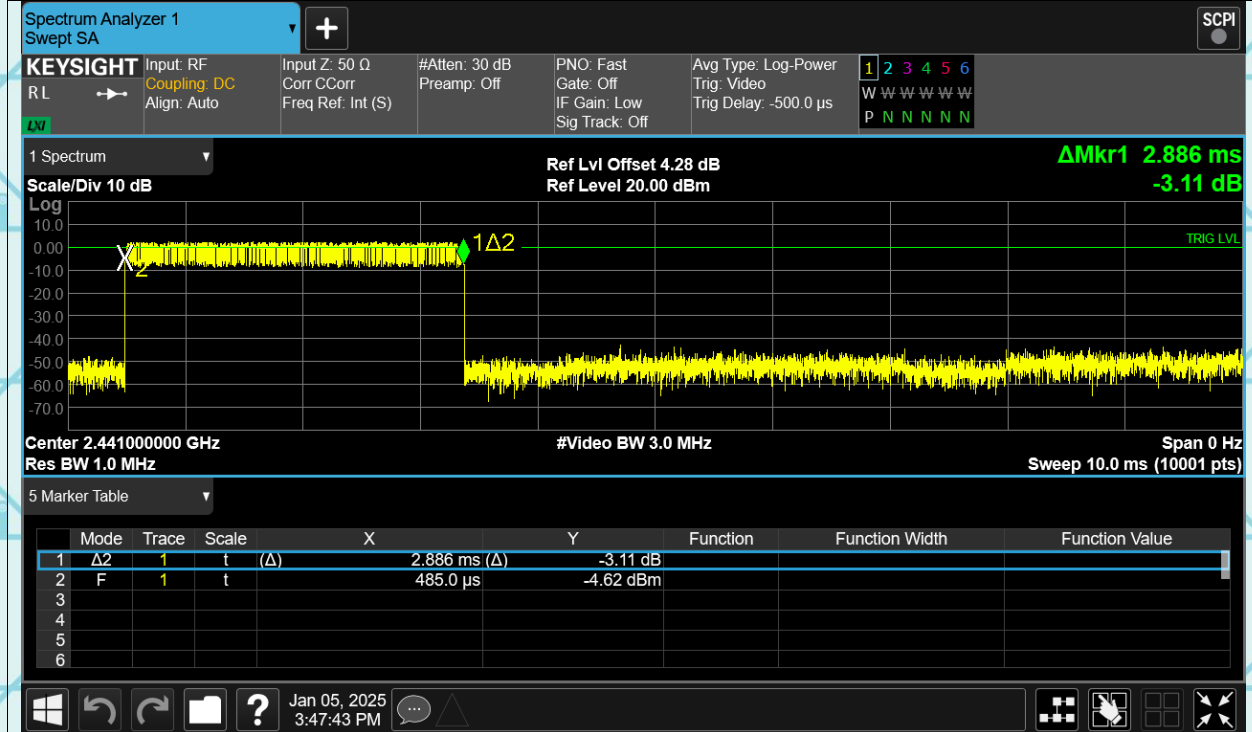 Spectrum Analyzer 1
Swept SA
SCPI
KEYSIGHT
RL
LXI
Input: RF
Coupling: DC
Align: Auto
Input Z: 50 Ω
Corr CCorr
Freq Ref: Int (S)
#Atten: 30 dB
Preamp: Off
PNO: Fast
Gate: Off
IF Gain: Low
Sig Track: Off
Avg Type: Log-Power
Trig: Video
Trig Delay: -500.0 µs
1 2 3 4 5 6
W W W W W W
P N N N N N
1 Spectrum
Ref Lvl Offset 4.28 dB
ΔMkr1 2.886 ms
Scale/Div 10 dB
Ref Level 20.00 dBm
-3.11 dB
Log
10.0
0.00
-10.0
-20.0
-30.0
-40.0
-50.0
-60.0
-70.0
X
2
1Δ2
TRIG LVL
Center 2.441000000 GHz
#Video BW 3.0 MHz
Span 0 Hz
Res BW 1.0 MHz
Sweep 10.0 ms (10001 pts)
5 Marker Table
Mode Trace Scale X Y Function Function Width Function Value
1 Δ2 1 t (Δ) 2.886 ms (Δ) -3.11 dB
2 F 1 t 485.0 µs -4.62 dBm
3
4
5
6
?
Jan 05, 2025
3:47:43 PM